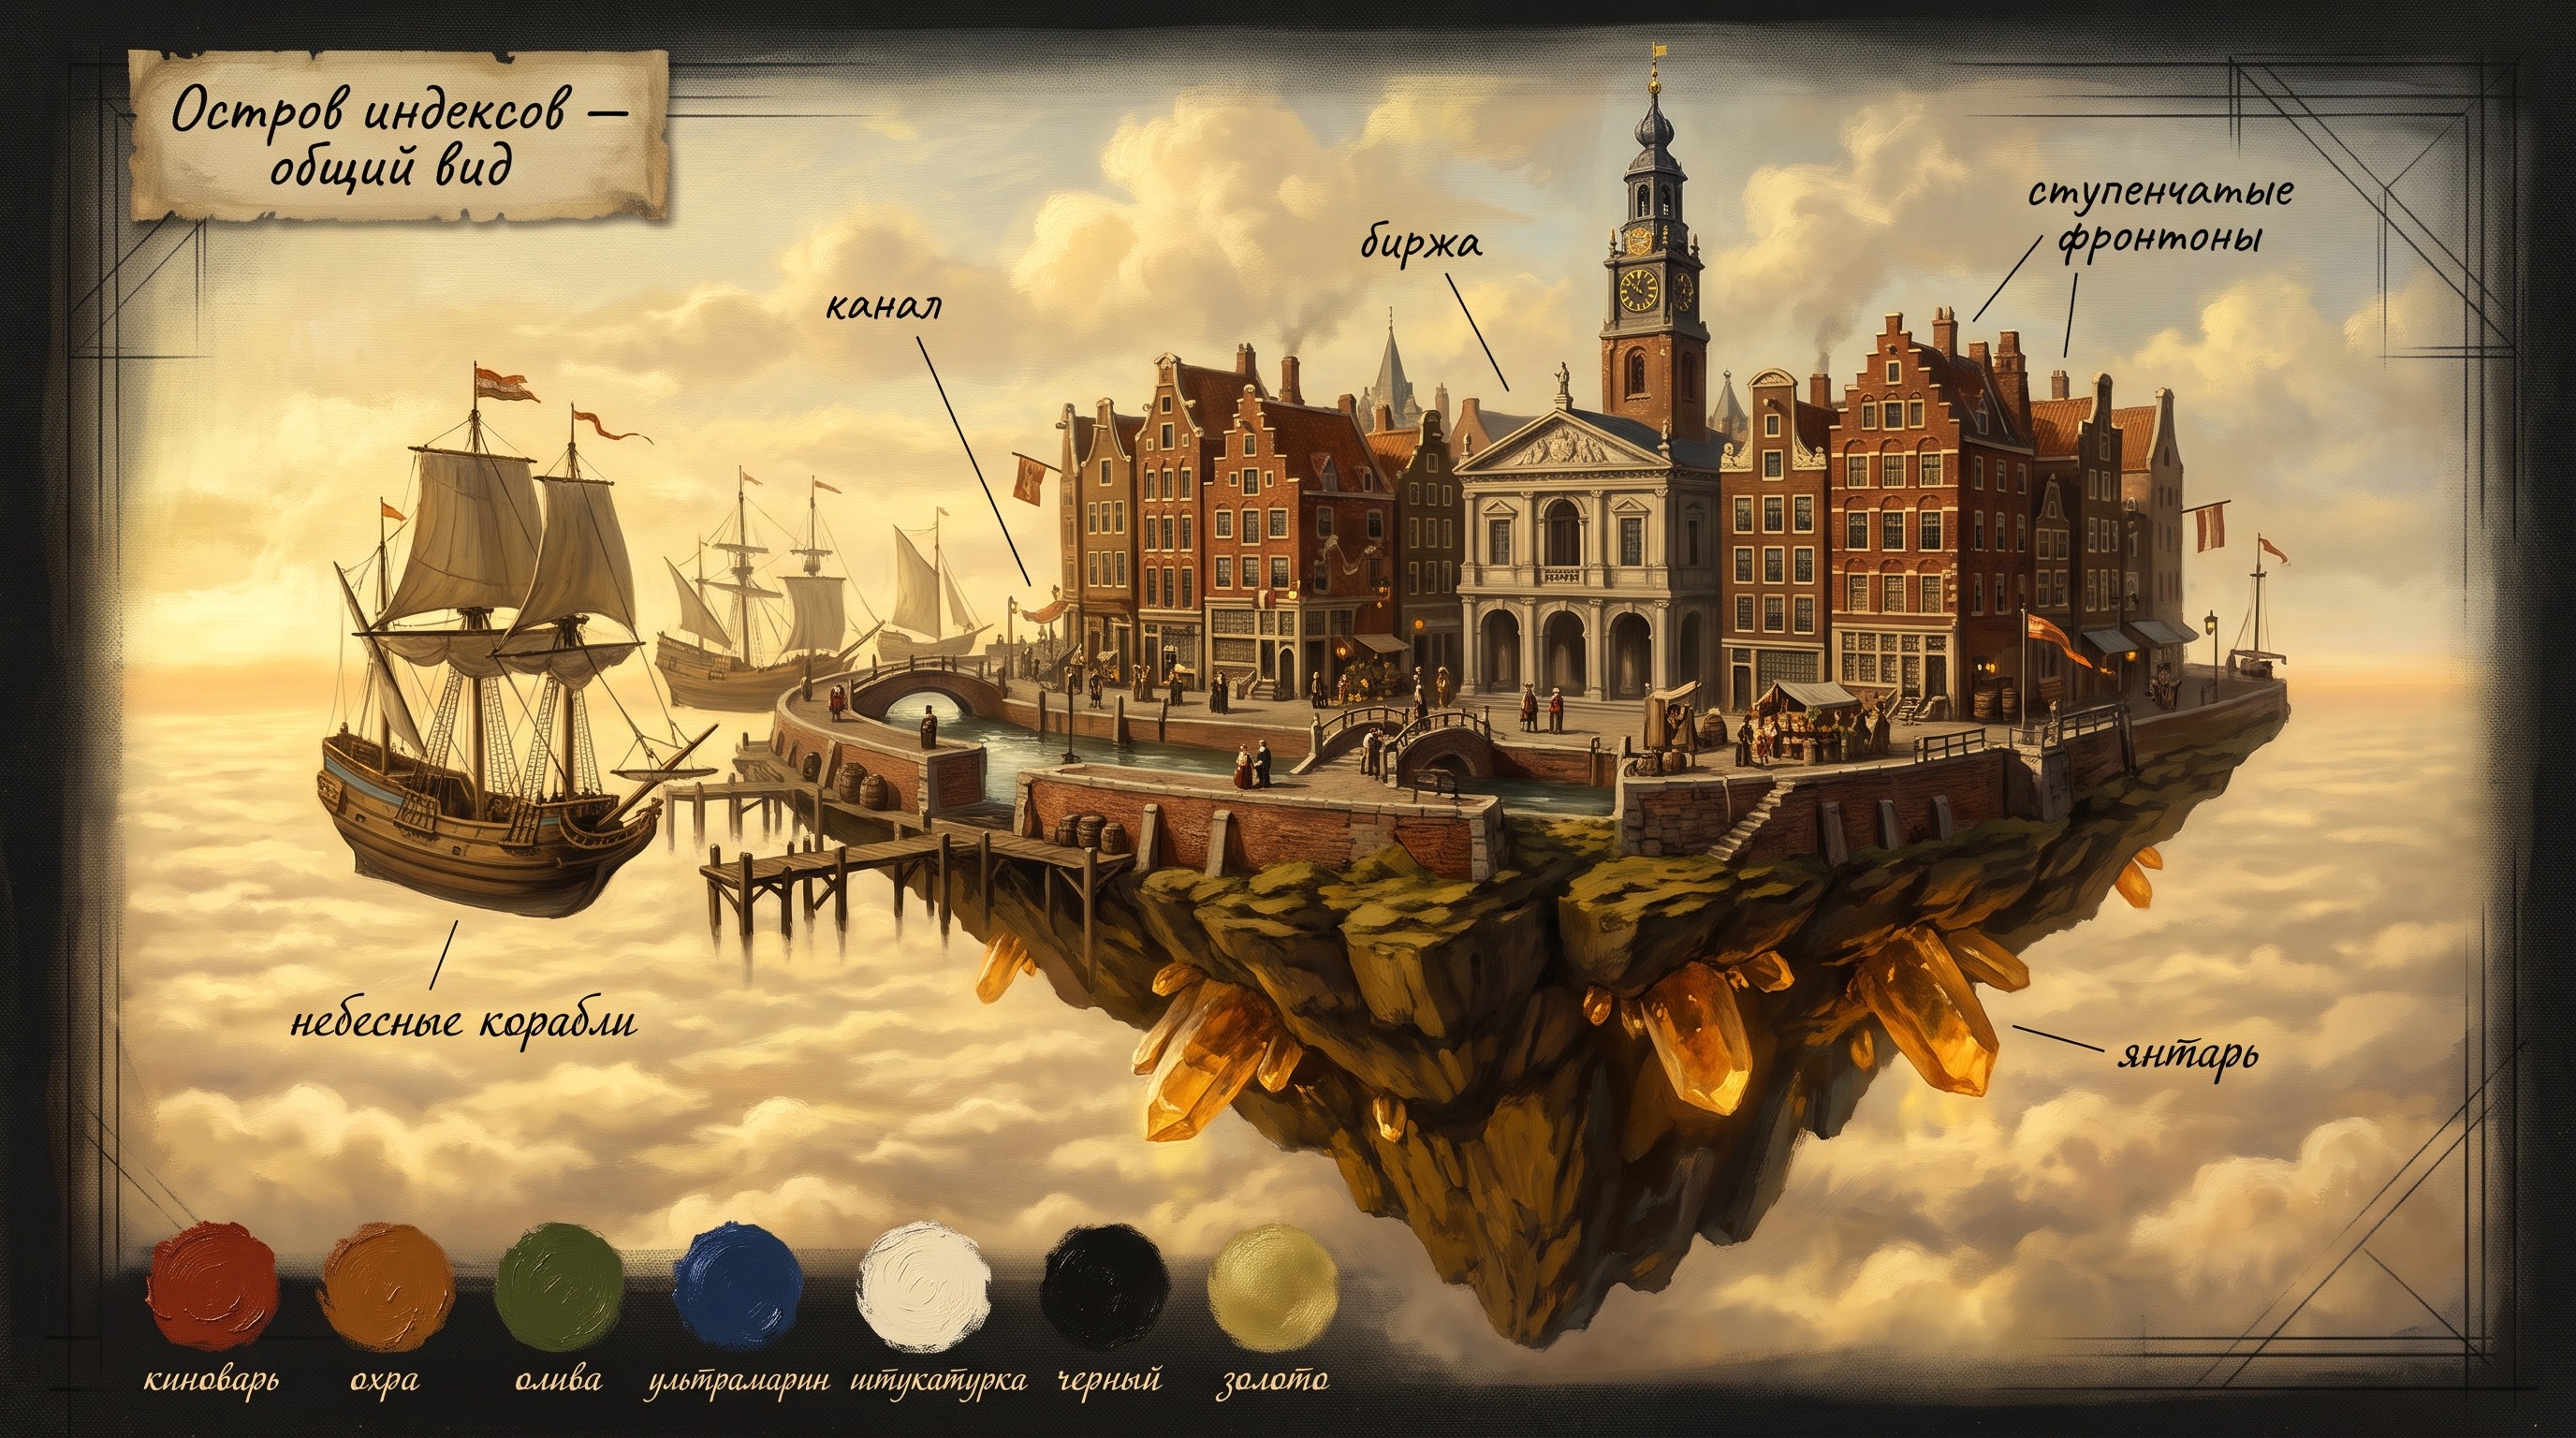 Остров индексов —
общий вид
канал
биржа
ступенчатые
фронтоны
небесные корабли
янтарь
киноварь
охра
олива
ультрамарин
штукатурка
черный
золото